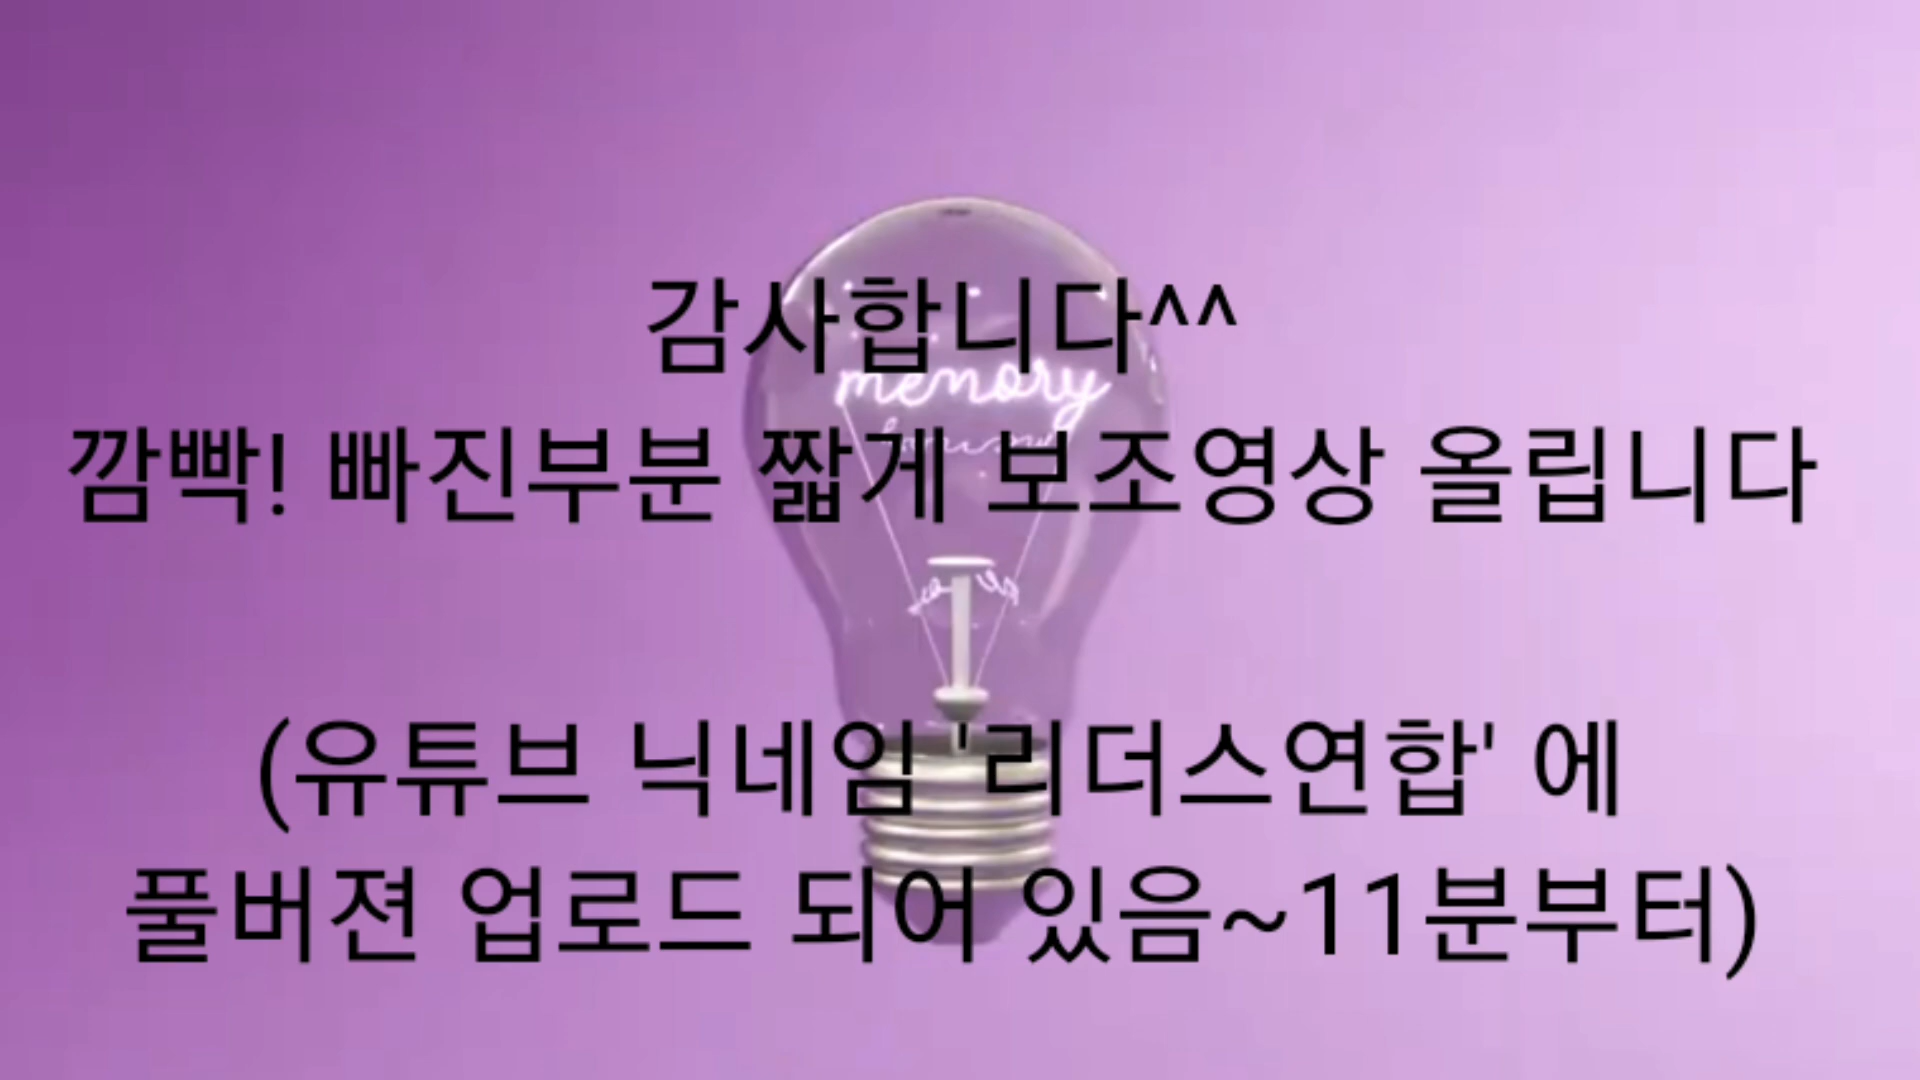 감사합니다^^
memory
깜빡! 빠진부분 짧게 보조영상 올립니다
(유튜브 닉네임 '리더스연합' 에
풀버젼 업로드 되어 있음~11분부터)